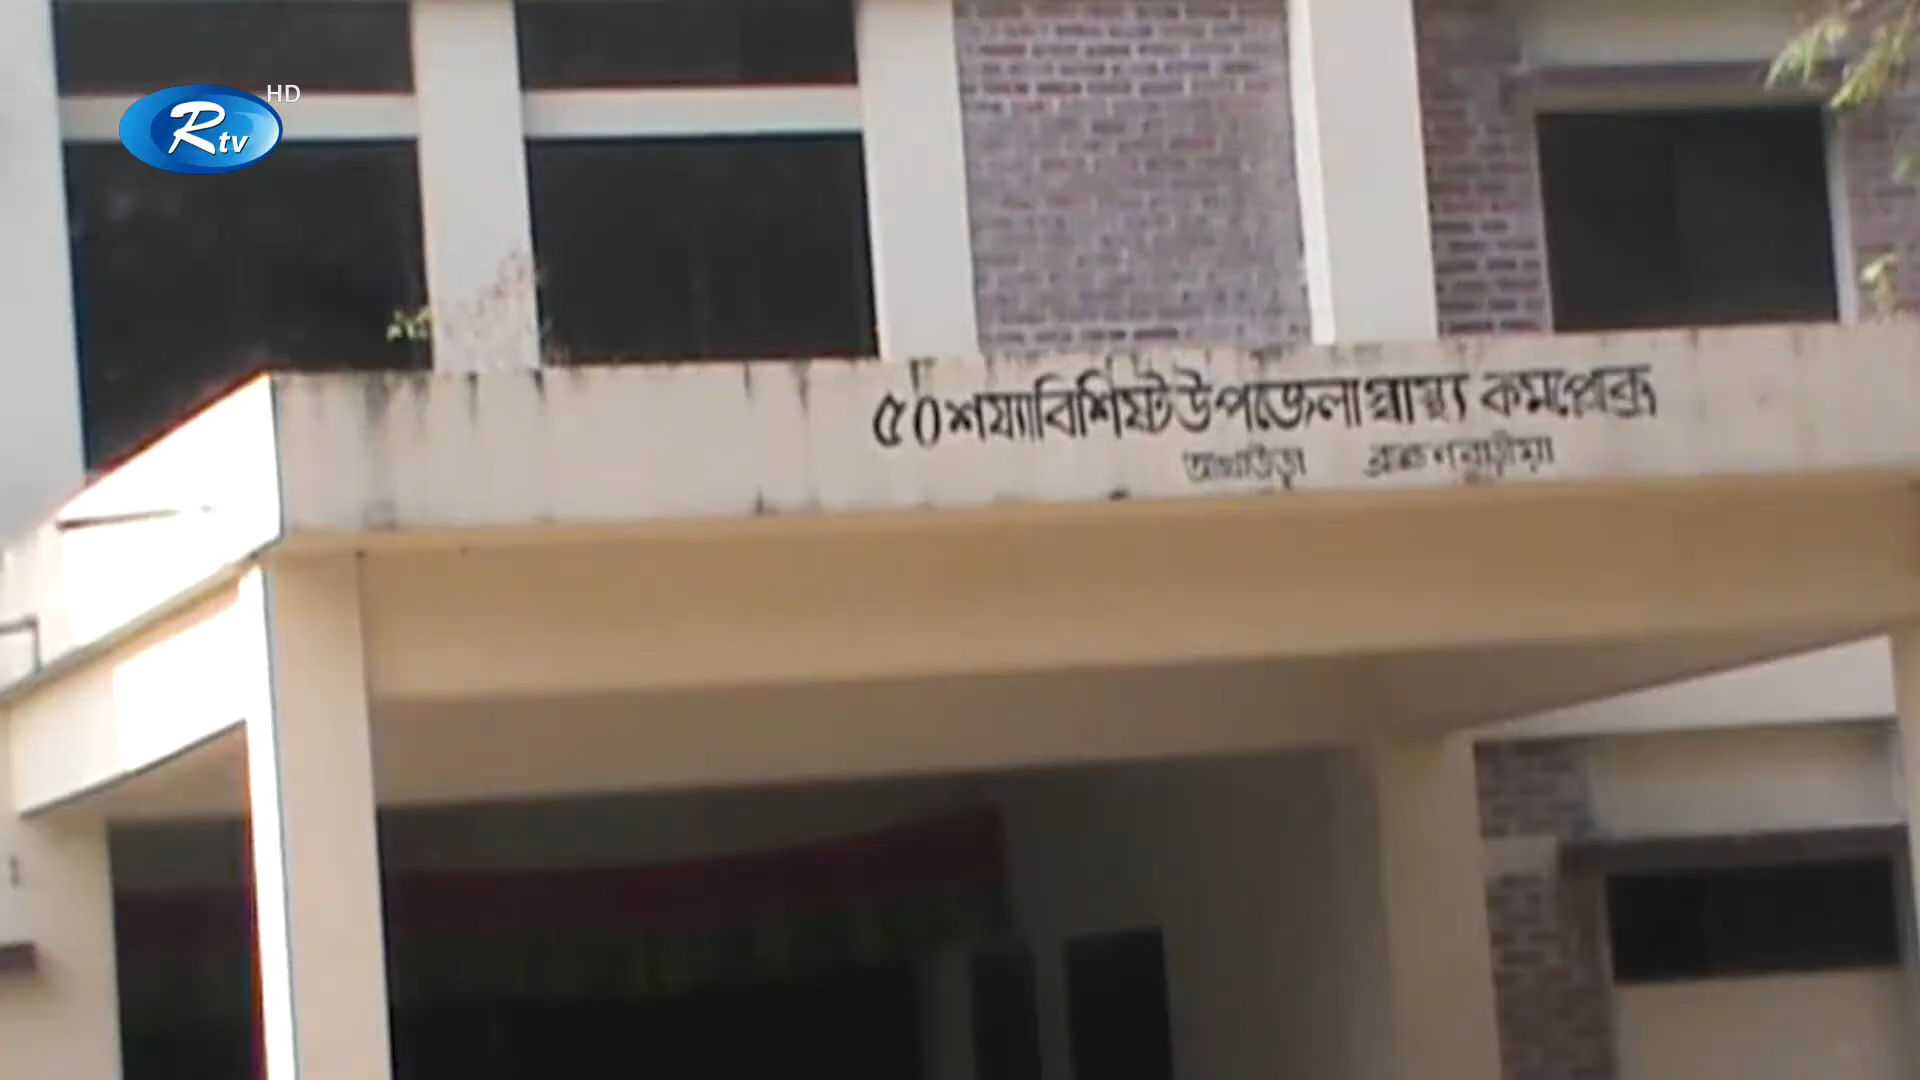 Rtv HD
৫০ শয্যা বিশিষ্ট উপজেলা স্বাস্থ্য কমপ্লেক্স
আখাউড়া ব্রাহ্মণবাড়ীয়া